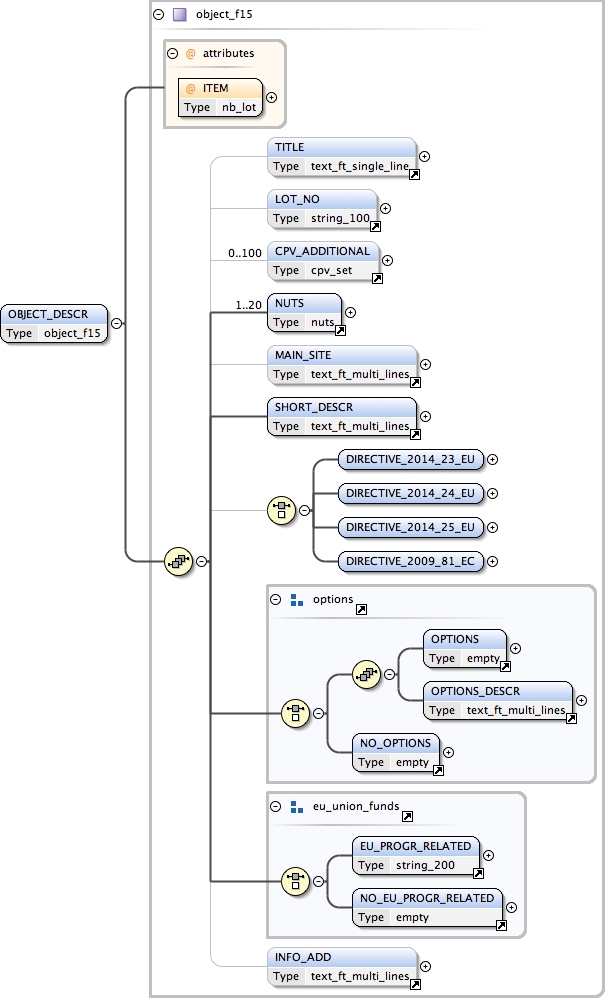 object_f15
@ attributes
@ ITEM
Type nb_lot
TITLE
Type text_ft_single_line
LOT_NO
Type string_100
0..100
CPV_ADDITIONAL
Type cpv_set
1..20
NUTS
Type nuts
OBJECT_DESCR
Type object_f15
MAIN_SITE
Type text_ft_multi_lines
SHORT_DESCR
Type text_ft_multi_lines
DIRECTIVE_2014_23_EU
DIRECTIVE_2014_24_EU
DIRECTIVE_2014_25_EU
DIRECTIVE_2009_81_EC
options
OPTIONS
Type empty
OPTIONS_DESCR
Type text_ft_multi_lines
NO_OPTIONS
Type empty
eu_union_funds
EU_PROGR_RELATED
Type string_200
NO_EU_PROGR_RELATED
Type empty
INFO_ADD
Type text_ft_multi_lines